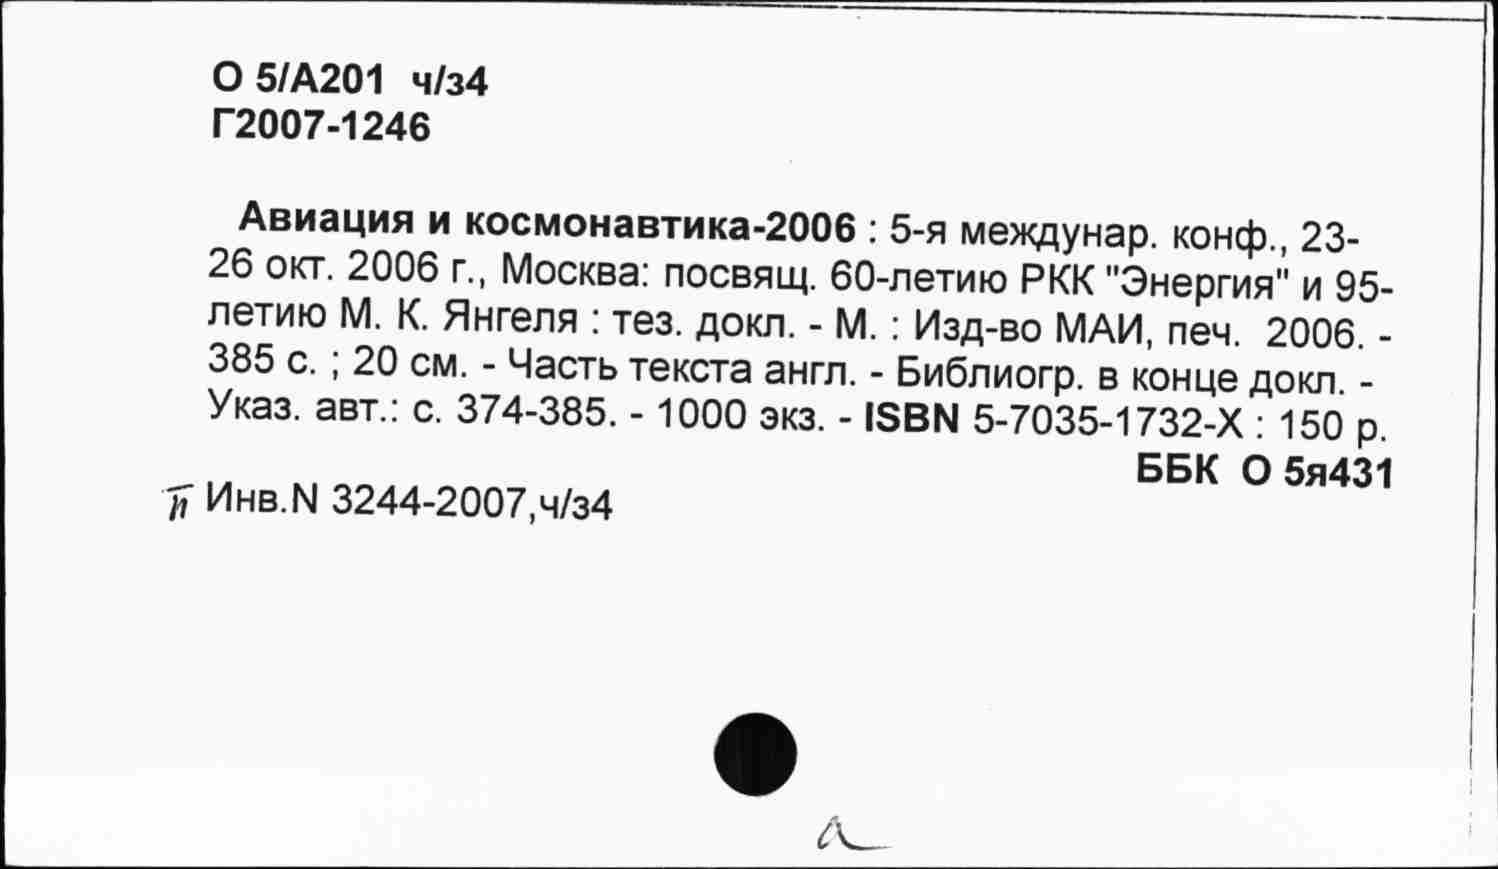 О 5/А201 ч/з4
Г2007-1246
Авиация и космонавтика-2006 : 5-я междунар. конф., 23-
26 окт. 2006 г., Москва: посвящ. 60-летию РКК "Энергия" и 95-
летию М. К. Янгеля : тез. докл. - М. : Изд-во МАИ, печ. 2006. -
385 с. ; 20 см. - Часть текста англ. - Библиогр. в конце докл. -
Указ. авт.: с. 374-385. - 1000 экз. - ISBN 5-7035-1732-X : 150 р.
ББК О 5я431
Инв.N 3244-2007,ч/з4
а